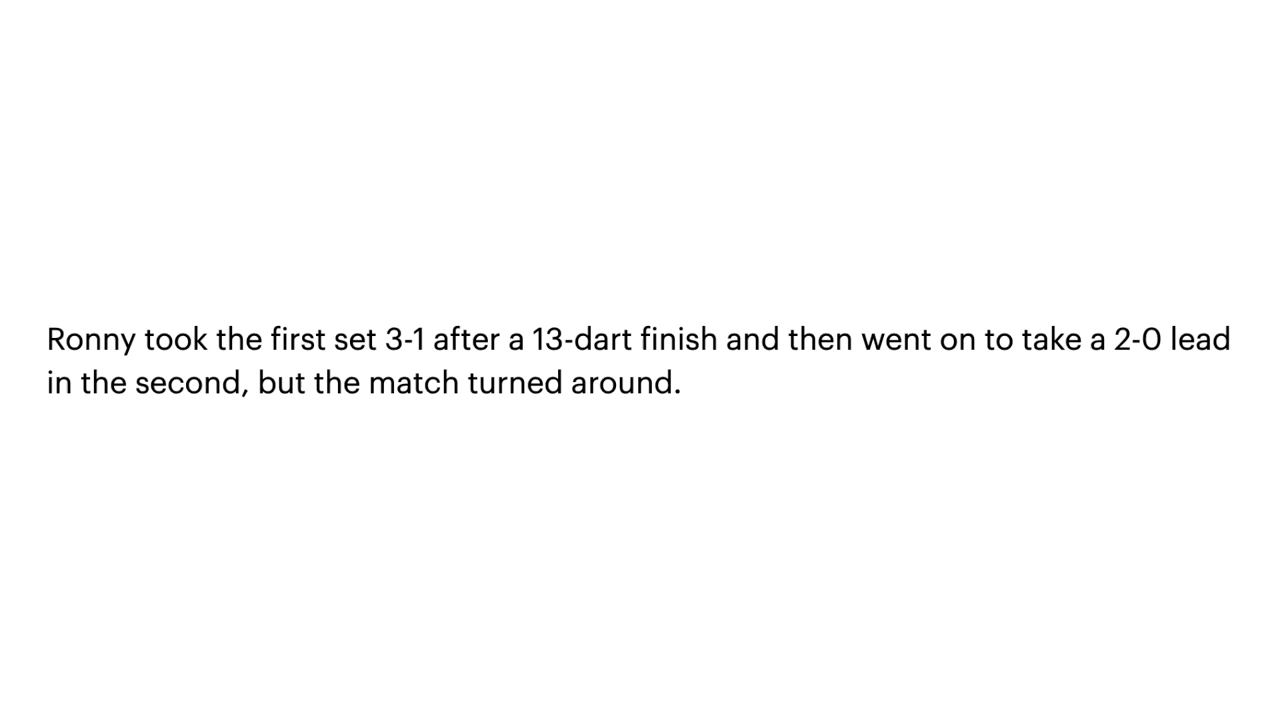 Ronny took the first set 3-1 after a 13-dart finish and then went on to take a 2-0 lead
in the second, but the match turned around.